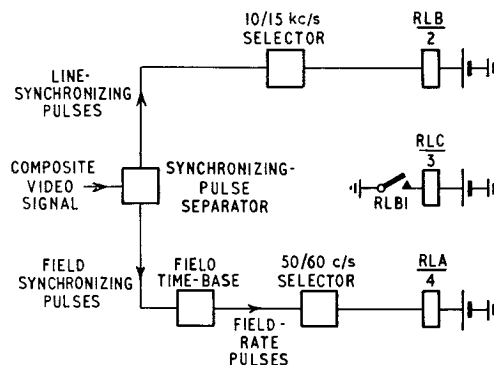 10/15 kc/s
SELECTOR
RLB
2
LINE-
SYNCHRONIZING
PULSES
COMPOSITE
VIDEO
SIGNAL
SYNCHRONIZING-
PULSE
SEPARATOR
RLC
3
RLB1
FIELD
SYNCHRONIZING
PULSES
FIELD
TIME-BASE
FIELD-
RATE
PULSES
50/60 c/s
SELECTOR
RLA
4